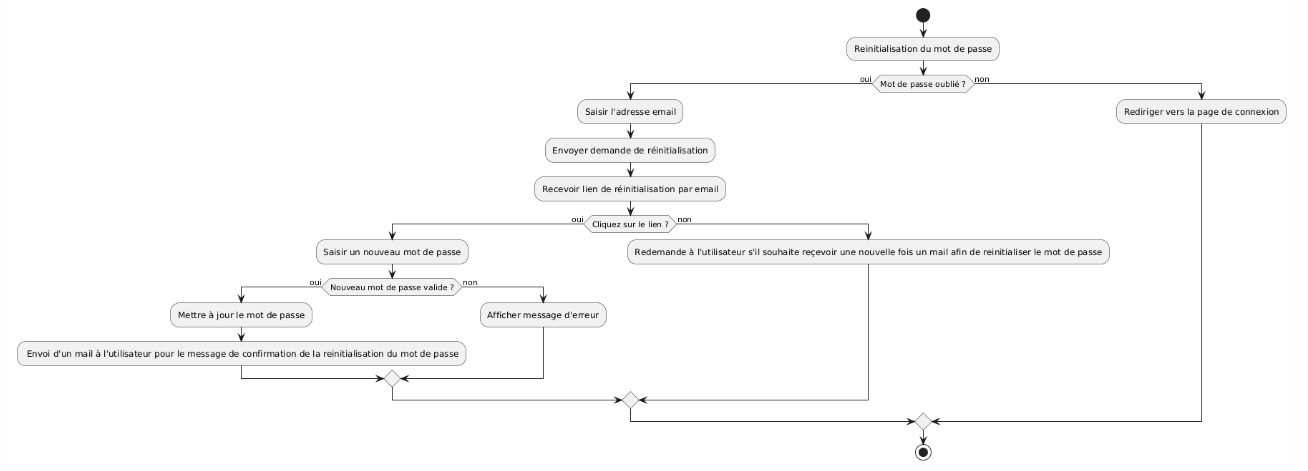 Reinitialisation du mot de passe
oui
Mot de passe oublié ?
non
Saisir l'adresse email
Rediriger vers la page de connexion
Envoyer demande de réinitialisation
Recevoir lien de réinitialisation par email
oui
Cliquez sur le lien ?
non
Saisir un nouveau mot de passe
Redemande à l'utilisateur s'il souhaite reçevoir une nouvelle fois un mail afin de reinitialiser le mot de passe
oui
Nouveau mot de passe valide ?
non
Mettre à jour le mot de passe
Afficher message d'erreur
Envoi d'un mail à l'utilisateur pour le message de confirmation de la reinitialisation du mot de passe